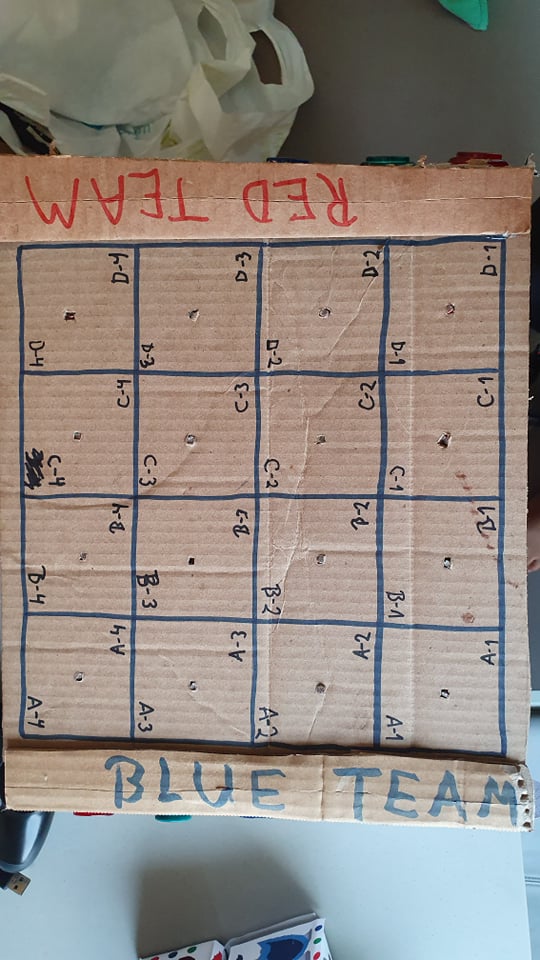 RED TEAM
D-4 D-3 D-2 D-1
D-4 D-3 D-2 D-1
C-4 C-3 C-2 C-1
C-4 C-3 C-2 C-1
B-4 B-3 B-2 B-1
B-4 B-3 B-2 B-1
A-4 A-3 A-2 A-1
A-4 A-3 A-2 A-1
BLUE TEAM